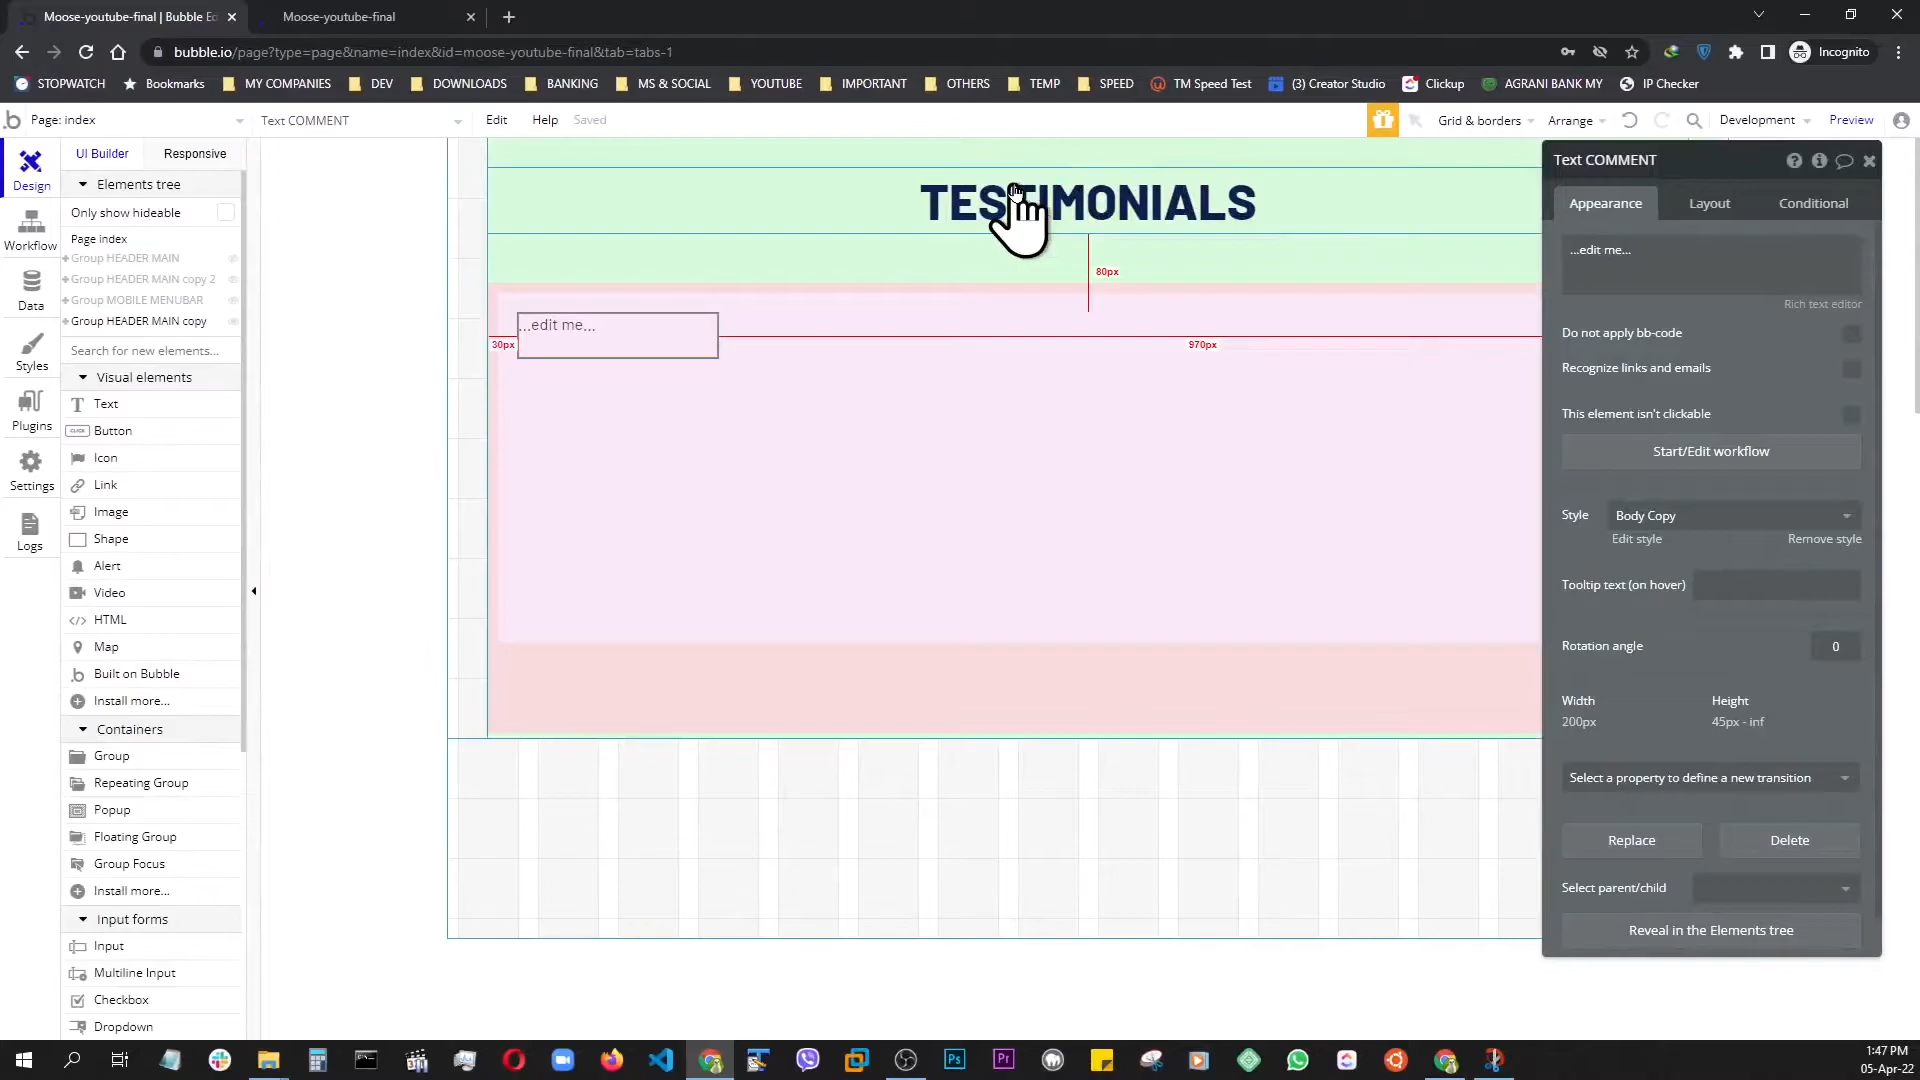 Moose-youtube-final | Bubble Ed
Moose-youtube-final
bubble.io/page?type=page&name=index&id=moose-youtube-final&tab=tabs-1
Incognito
STOPWATCH
Bookmarks
MY COMPANIES
DEV
DOWNLOADS
BANKING
MS & SOCIAL
YOUTUBE
IMPORTANT
OTHERS
TEMP
SPEED
TM Speed Test
(3) Creator Studio
Clickup
AGRANI BANK MY
IP Checker
Page: index
Text COMMENT
Edit
Help
Saved
Grid & borders
Arrange
Development
Preview
Design
Workflow
Data
Styles
Plugins
Settings
Logs
UI Builder
Responsive
Elements tree
Only show hideable
Page index
Group HEADER MAIN
Group HEADER MAIN copy 2
Group MOBILE MENUBAR
Group HEADER MAIN copy
Search for new elements...
Visual elements
Text
CLICK
Button
Icon
Link
Image
Shape
Alert
Video
HTML
Map
Built on Bubble
Install more...
Containers
Group
Repeating Group
Popup
Floating Group
Group Focus
Install more...
Input forms
Input
Multiline Input
Checkbox
Dropdown
TESTIMONIALS
80px
...edit me...
30px
970px
Text COMMENT
Appearance
Layout
Conditional
...edit me...
Rich text editor
Do not apply bb-code
Recognize links and emails
This element isn't clickable
Start/Edit workflow
Style
Body Copy
Edit style
Remove style
Tooltip text (on hover)
Rotation angle
0
Width
Height
200px
45px - inf
Select a property to define a new transition
Replace
Delete
Select parent/child
Reveal in the Elements tree
Ps
Pr
1:47 PM
05-Apr-22